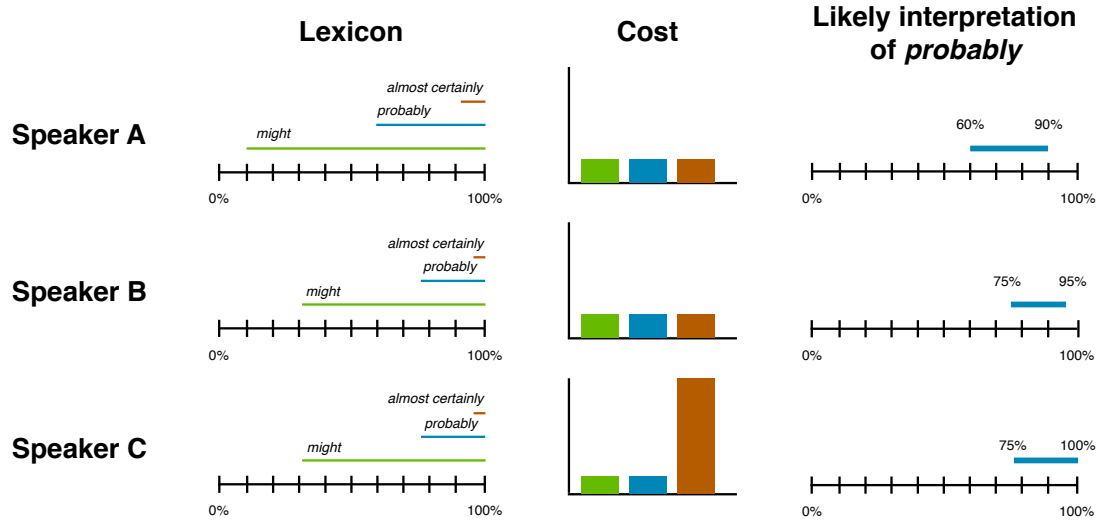 Lexicon
Cost
Likely interpretation
of probably
Speaker A
almost certainly
probably
might
0%
100%
60%
90%
0%
100%
Speaker B
almost certainly
probably
might
0%
100%
75%
95%
0%
100%
Speaker C
almost certainly
probably
might
0%
100%
75%
100%
0%
100%